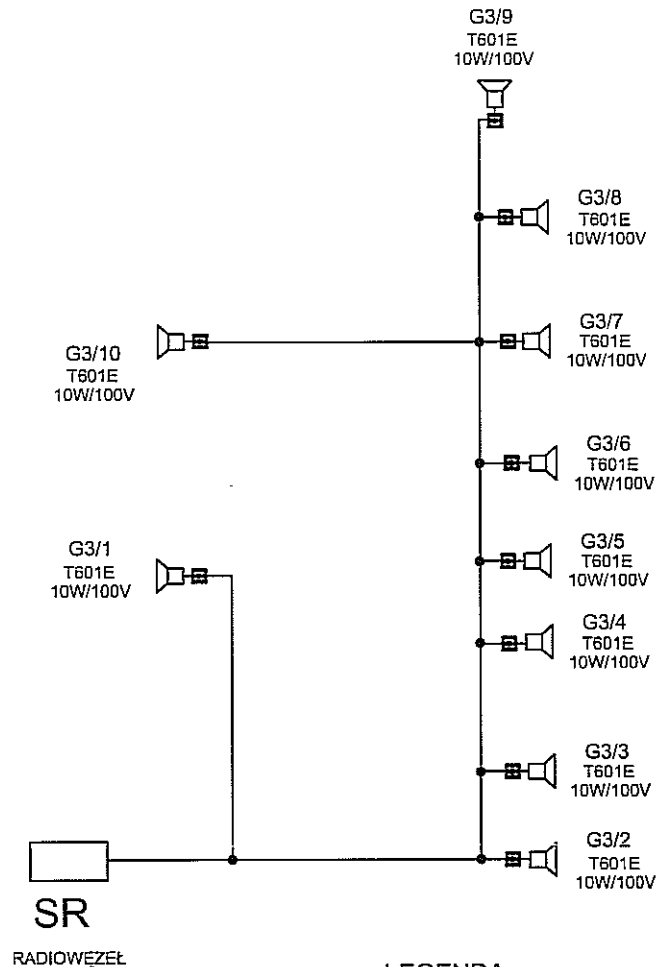 G3/9
T601E
10W/100V
G3/8
T601E
10W/100V
G3/7
T601E
10W/100V
G3/10
T601E
10W/100V
G3/6
T601E
10W/100V
G3/1
T601E
10W/100V
G3/5
T601E
10W/100V
G3/4
T601E
10W/100V
G3/3
T601E
10W/100V
G3/2
T601E
10W/100V
SR
RADIOWĘZEŁ
LEGENDA